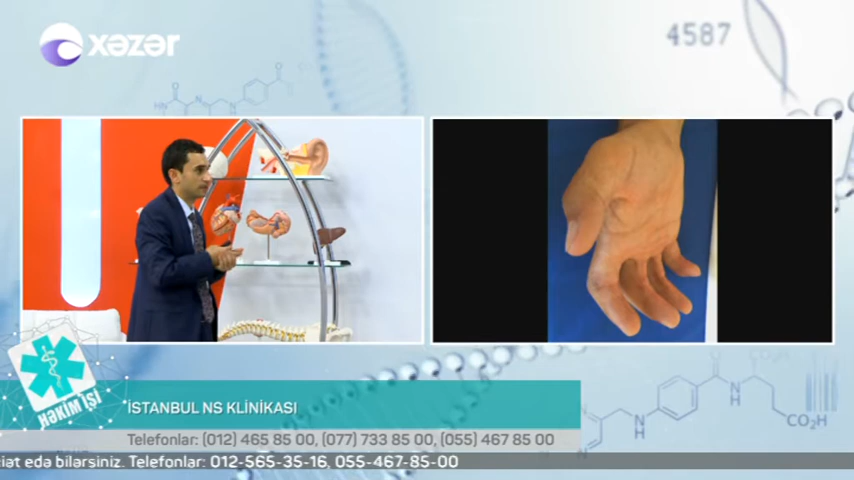 xəzər
4587
HƏKİM İŞİ
İSTANBUL NS KLİNİKASI
Telefonlar: (012) 465 85 00, (077) 733 85 00, (055) 467 85 00
edə bilərsiniz. Telefonlar: 012-565-35-16, 055-467-85-00
NH
CO₂H
N